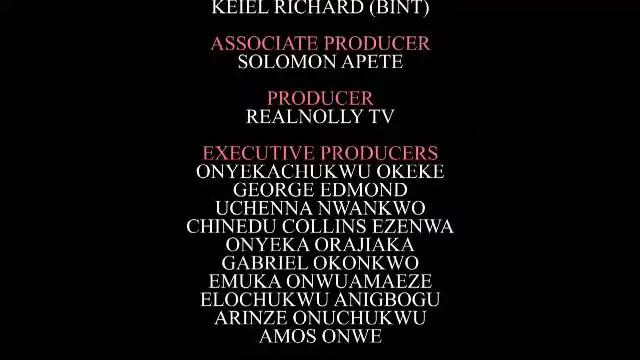 KEIEL RICHARD (BINT)
ASSOCIATE PRODUCER
SOLOMON APETE
PRODUCER
REALNOLLY TV
EXECUTIVE PRODUCERS
ONYEKACHUKWU OKEKE
GEORGE EDMOND
UCHENNA NWANKWO
CHINEDU COLLINS EZENWA
ONYEKA ORAJIAKA
GABRIEL OKONKWO
EMUKA ONWUAMAEZE
ELOCHUKWU ANIGBOGU
ARINZE ONUCHUKWU
AMOS ONWE